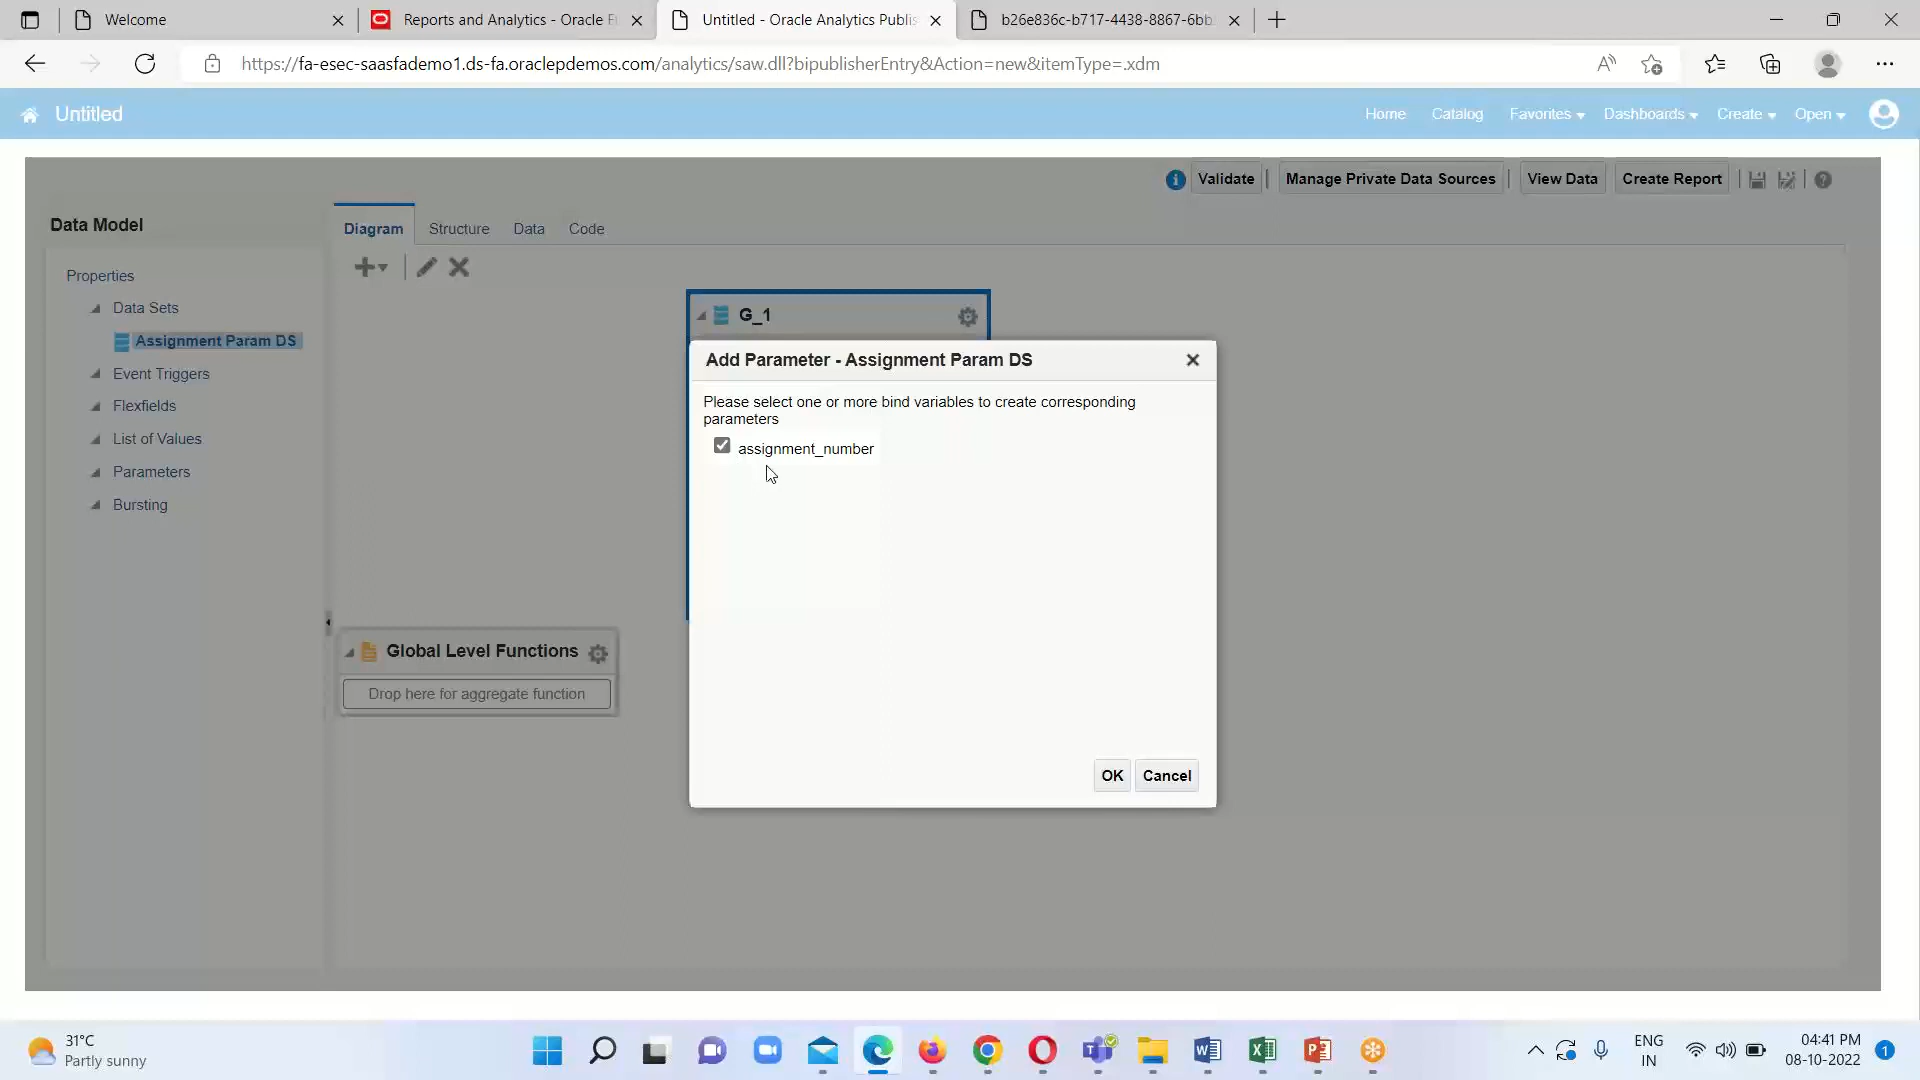 Welcome
Reports and Analytics - Oracle F
Untitled - Oracle Analytics Publis
b26e836c-b717-4438-8867-6bb
https://fa-esec-saasfademo1.ds-fa.oraclepdemos.com/analytics/saw.dll?bipublisherEntry&Action=new&itemType=.xdm
Untitled
Home Catalog Favorites Dashboards Create Open
Validate Manage Private Data Sources View Data Create Report
Data Model
Diagram Structure Data Code
Properties
Data Sets
Assignment Param DS
Event Triggers
Flexfields
List of Values
Parameters
Bursting
G_1
Add Parameter - Assignment Param DS
Please select one or more bind variables to create corresponding
parameters
assignment_number
Global Level Functions
Drop here for aggregate function
OK Cancel
31°C
Partly sunny
ENG
IN
04:41 PM
08-10-2022
1